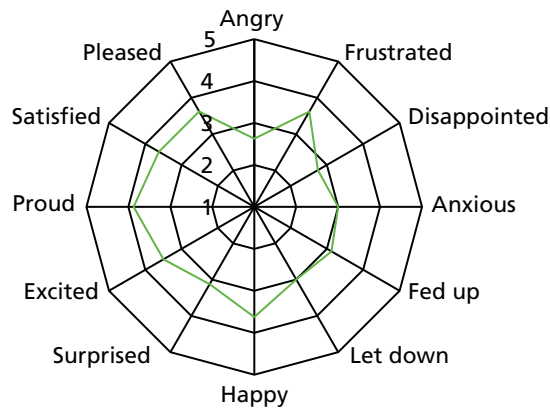 Angry
5
Pleased
Frustrated
4
Satisfied
Disappointed
3
2
Proud
1
Anxious
Excited
Fed up
Surprised
Let down
Happy